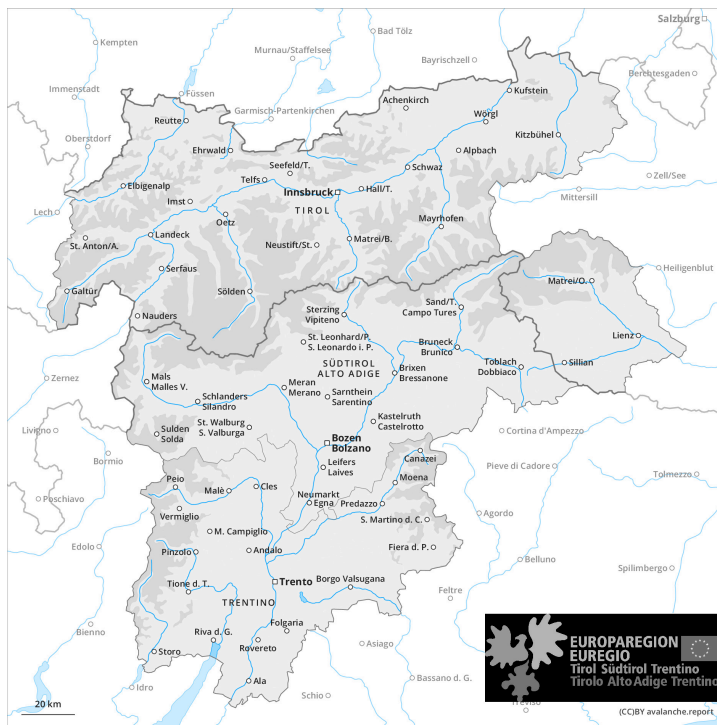 Salzburg
Kempten
Bad Tölz
Murnau/Staffelsee
Bayrischzell
Berchtesgaden
Immenstadt
Füssen
Garmisch-Partenkirchen
Achenkirch
Kufstein
Reutte
Wörgl
Kitzbühel
Oberstdorf
Ehrwald
Seefeld/T.
Alpbach
Schwaz
Telfs
Zell/See
Elbigenalp
Innsbruck
Hall/T.
Mittersill
Imst
TIROL
Lech
Oetz
Mayrhofen
St. Anton/A.
Landeck
Neustift/St.
Matrei/B.
Serfaus
Heiligenblut
Galtür
Sölden
Matrei/O.
Nauders
Sterzing
Vipiteno
Sand/T.
Campo Tures
Lienz
St. Leonhard/P.
S. Leonardo i. P.
Bruneck
Brunico
SÜDTIROL
ALTO ADIGE
Toblach
Dobbiaco
Sillian
Brixen
Bressanone
Zernez
Mals
Malles V.
Meran
Merano
Schlanders
Silandro
Sarnthein
Sarentino
Kastelruth
Castelrotto
St. Walburg
S. Valburga
Livigno
Sulden
Solda
Cortina d'Ampezzo
Bozen
Bolzano
Bormio
Canazei
Leifers
Laives
Pieve di Cadore
Peio
Moena
Tolmezzo
Malè
Cles
Neumarkt
Egna
Predazzo
Poschiavo
Vermiglio
S. Martino d. C.
Agordo
M. Campiglio
Edolo
Pinzolo
Andalo
Fiera d. P.
Belluno
Spilimbergo
Trento
Tione d. T.
Borgo Valsugana
Feltre
TRENTINO
Folgaria
Bienno
Riva d. G.
Rovereto
Asiago
Storo
Ala
Bassano d. G.
Idro
Schio
Treviso
EUROPAREGION
EUREGIO
Tirol Südtirol Trentino
Tirolo Alto Adige Trentino
20 km
(CC)BY avalanche.report